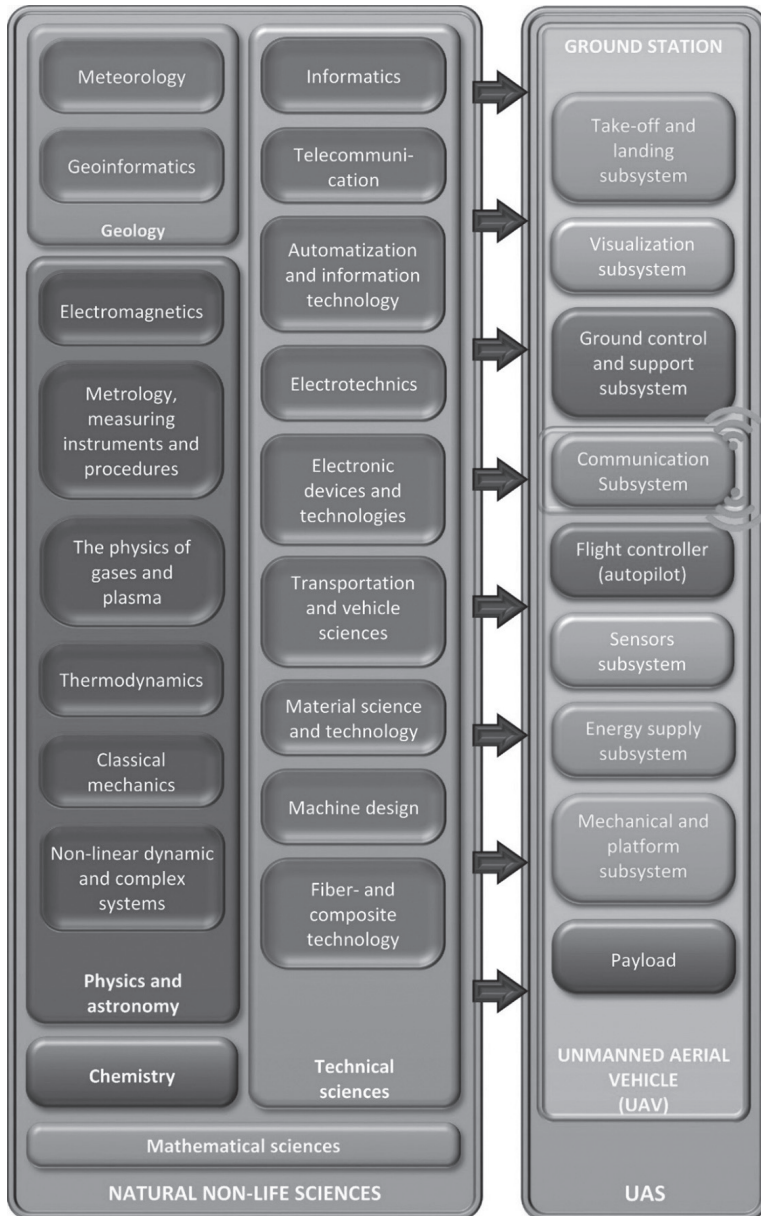 Meteorology
Geoinformatics
Geology
Electromagnetics
Metrology,
measuring
instruments and
procedures
The physics of
gases and
plasma
Thermodynamics
Classical
mechanics
Non-linear dynamic
and complex
systems
Physics and
astronomy
Chemistry
Informatics
Telecommuni-
cation
Automatization
and information
technology
Electrotechnics
Electronic
devices and
technologies
Transportation
and vehicle
sciences
Material science
and technology
Machine design
Fiber- and
composite
technology
Technical
sciences
Mathematical sciences
NATURAL NON-LIFE SCIENCES
GROUND STATION
Take-off and
landing
subsystem
Visualization
subsystem
Ground control
and support
subsystem
Communication
Subsystem
Flight controller
(autopilot)
Sensors
subsystem
Energy supply
subsystem
Mechanical and
platform
subsystem
Payload
UNMANNED AERIAL
VEHICLE
(UAV)
UAS